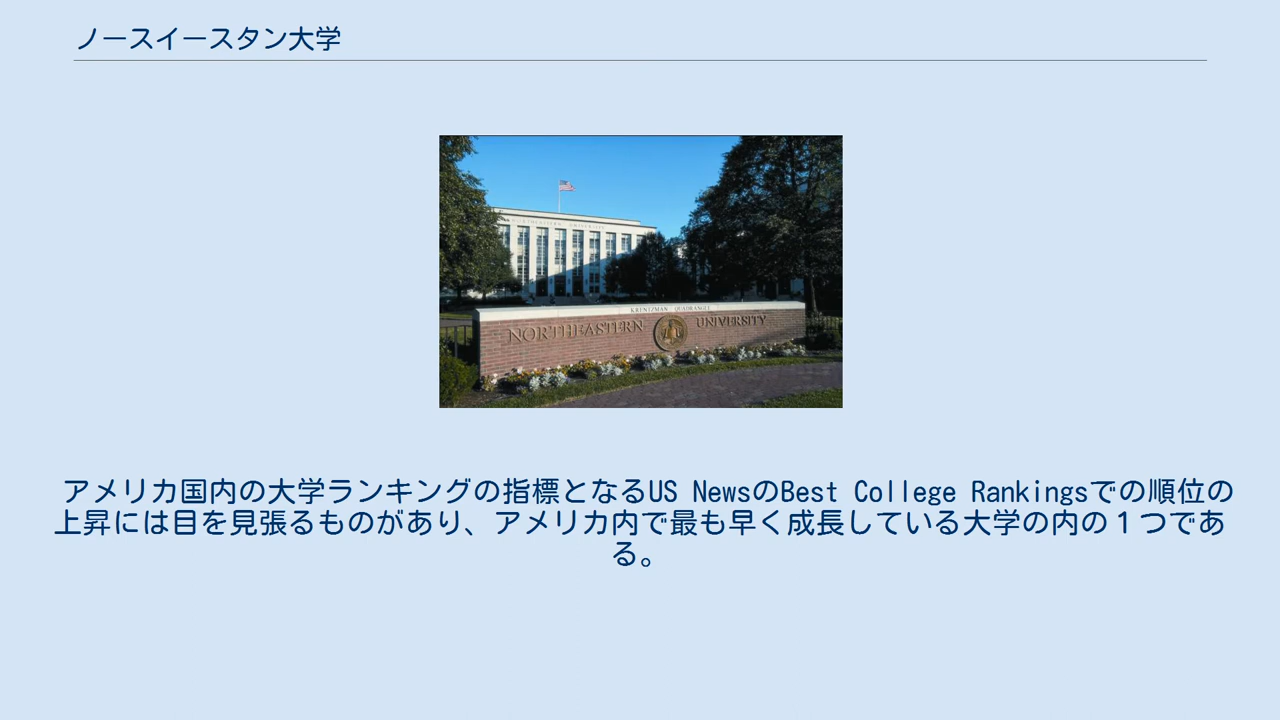 ノースイースタン大学
NORTHEASTERN UNIVERSITY
KRENTZMAN QUADRANGLE
NORTHEASTERN UNIVERSITY
アメリカ国内の大学ランキングの指標となるUS NewsのBest College Rankingsでの順位の
上昇には目を見張るものがあり、アメリカ内で最も早く成長している大学の内の１つであ
る。